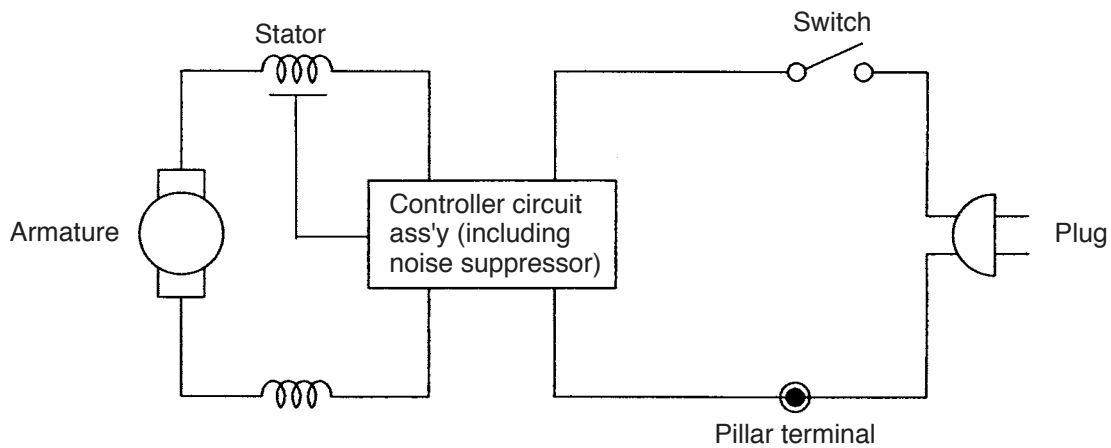 Switch
Stator
Controller circuit
ass'y (including
noise suppressor)
Armature
Plug
Pillar terminal